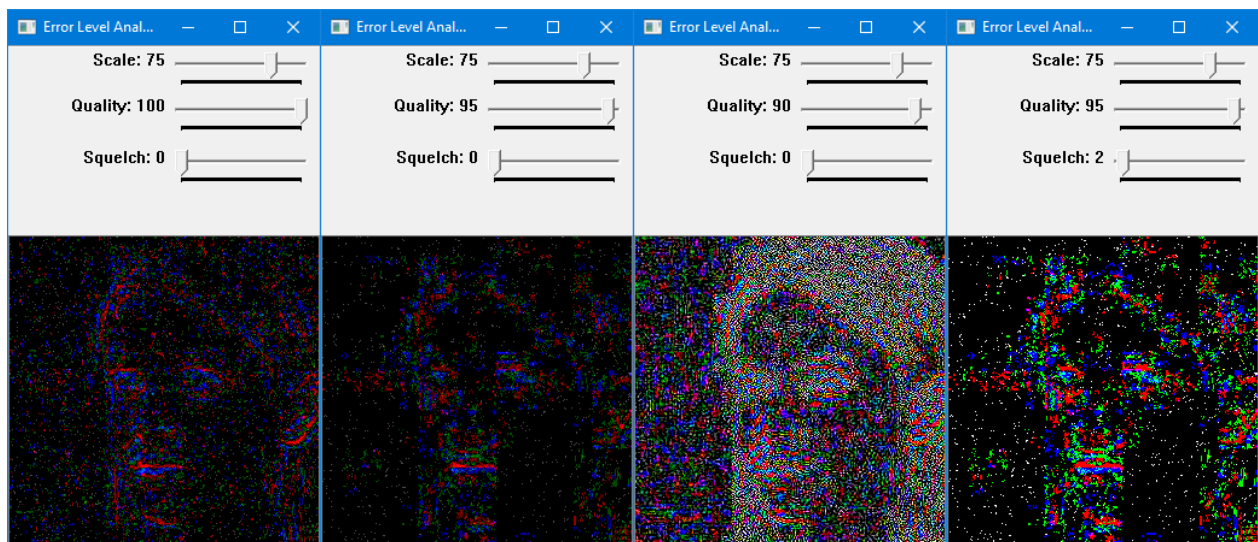 Error Level Anal...
Scale: 75
Quality: 100
Squelch: 0
Error Level Anal...
Scale: 75
Quality: 95
Squelch: 0
Error Level Anal...
Scale: 75
Quality: 90
Squelch: 0
Error Level Anal...
Scale: 75
Quality: 95
Squelch: 2